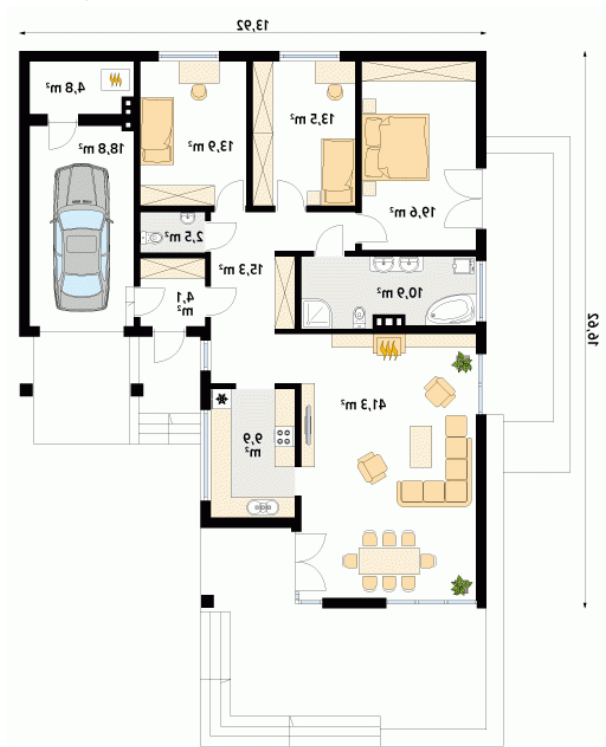 13,92
4,8 m²
18,8 m²
13,9 m²
13,5 m²
19,6 m²
2,5 m²
15,3 m²
4,1
m²
10,9 m²
19,62
41,3 m²
9,9
m²